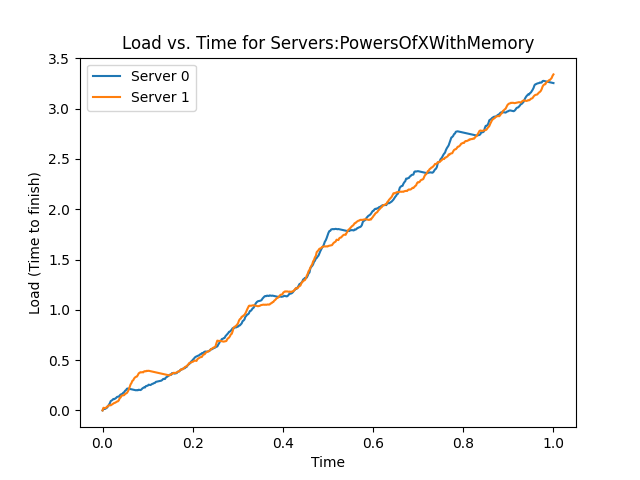 Load vs. Time for Servers:PowersOfXWithMemory
Server 0
Server 1
Load (Time to finish)
3.5
3.0
2.5
2.0
1.5
1.0
0.5
0.0
0.0 0.2 0.4 0.6 0.8 1.0
Time